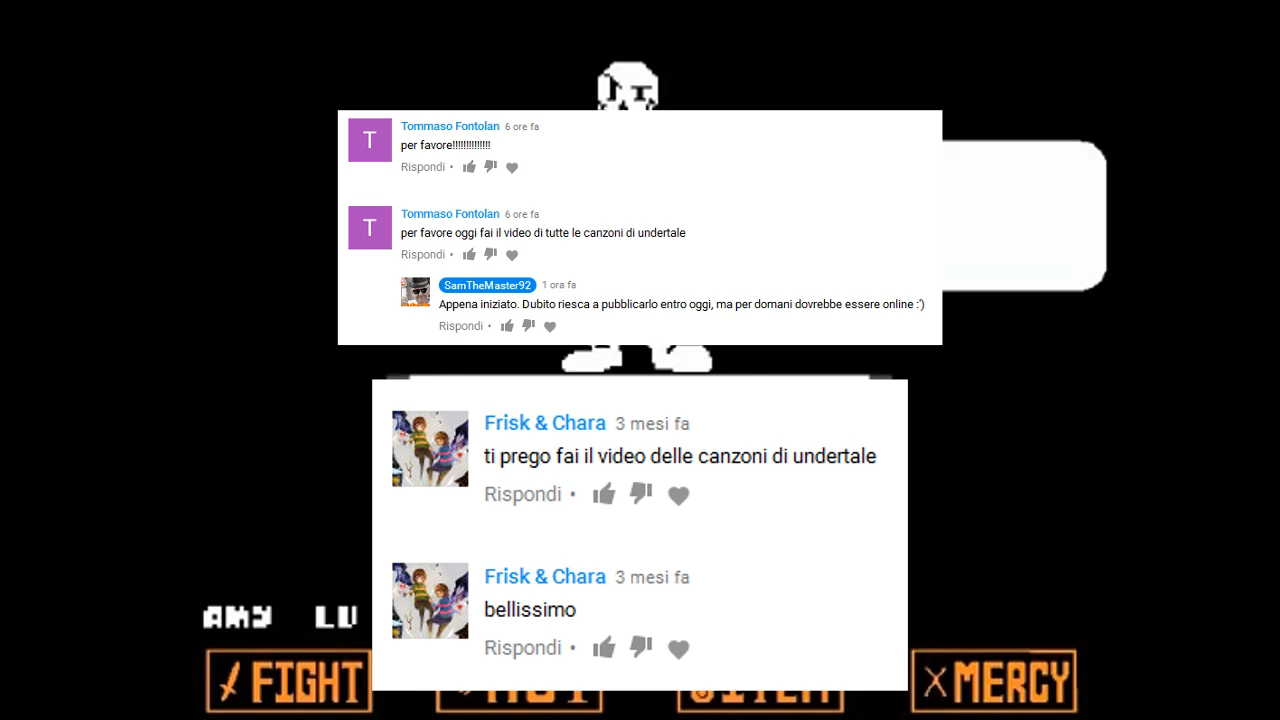 T
Tommaso Fontolan 6 ore fa
per favore!!!!!!!!!!!!!!
Rispondi •
T
Tommaso Fontolan 6 ore fa
per favore oggi fai il video di tutte le canzoni di undertale
Rispondi •
SamTheMaster92 1 ora fa
Appena iniziato. Dubito riesca a pubblicarlo entro oggi, ma per domani dovrebbe essere online :')
Rispondi •
Frisk & Chara 3 mesi fa
ti prego fai il video delle canzoni di undertale
Rispondi •
Frisk & Chara 3 mesi fa
bellissimo
Rispondi •
LV
FIGHT
MERCY